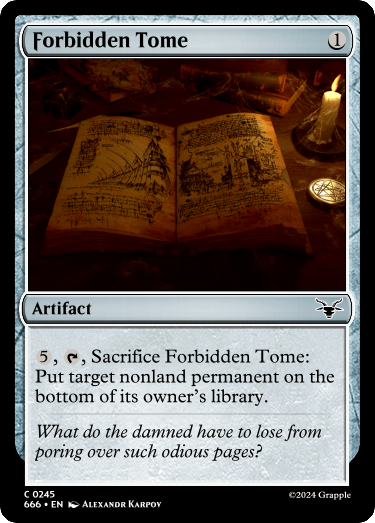 Forbidden Tome 1
Artifact
5, Sacrifice Forbidden Tome:
Put target nonland permanent on the
bottom of its owner's library.
What do the damned have to lose from
poring over such odious pages?
C 0245
666 • EN Alexandr Karpov
©2024 Grapple